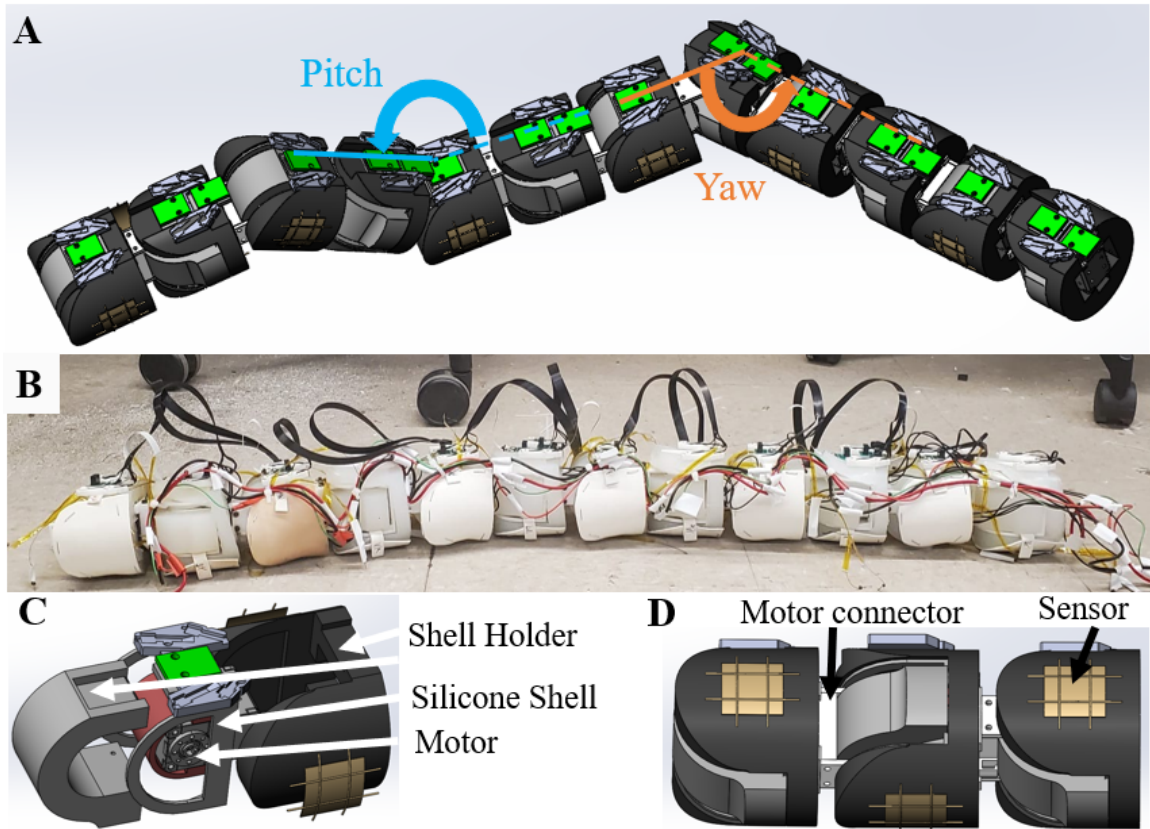 A
Pitch
Yaw
B
C
Shell Holder
Silicone Shell
Motor
D
Motor connector
Sensor